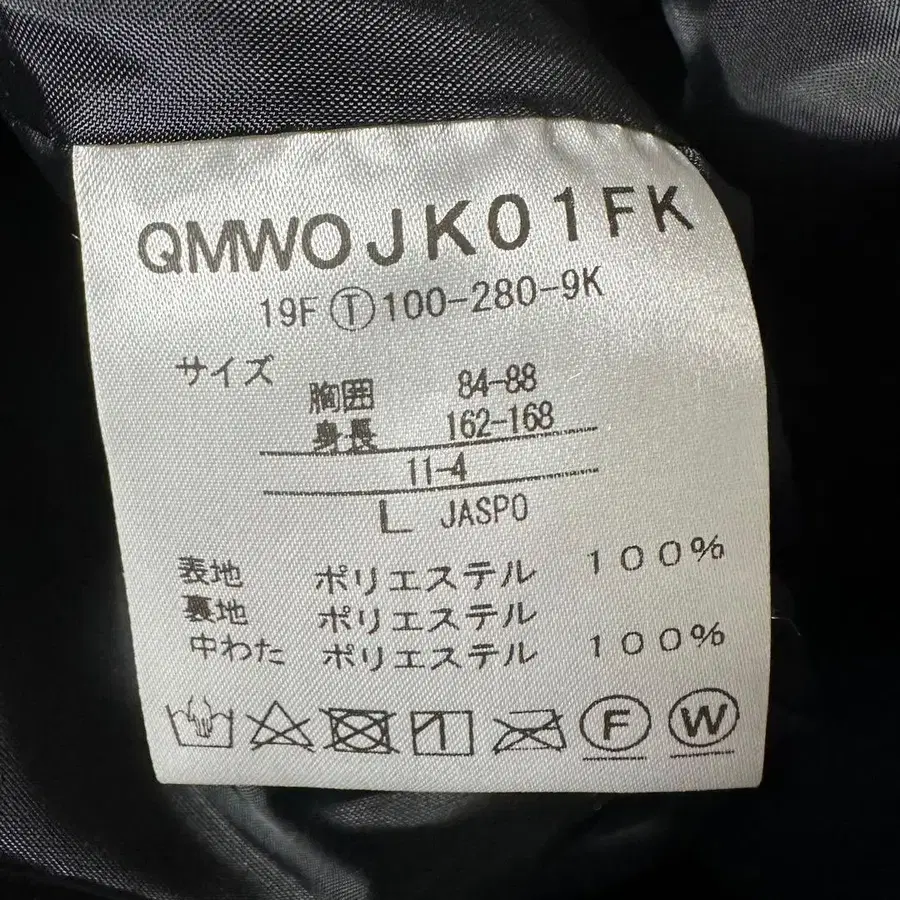 QMWOJK01FK
19F Ⓣ 100-280-9K
サイズ
胸囲 84-88
身長 162-168
11-4
L JASPO
表地 ポリエステル 100%
裏地 ポリエステル
中わた ポリエステル 100%
F W